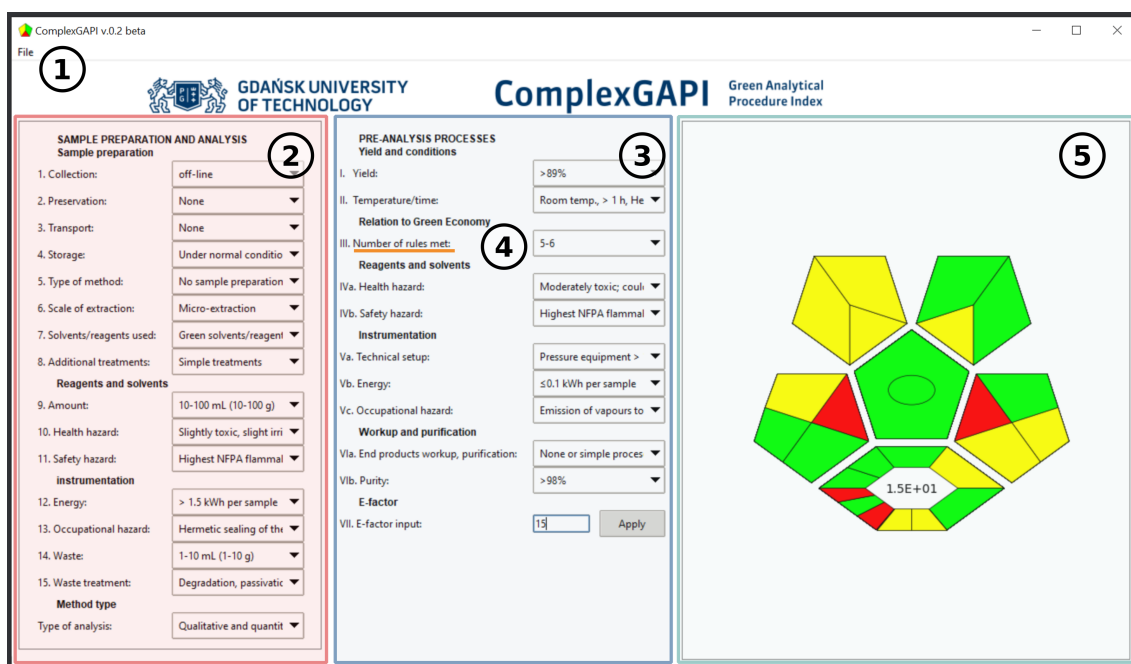 ComplexGAPI v.0.2 beta
File
1
GDAŃSK UNIVERSITY
OF TECHNOLOGY
ComplexGAPI
Green Analytical
Procedure Index
SAMPLE PREPARATION AND ANALYSIS
2
Sample preparation
1. Collection: off-line
2. Preservation: None
3. Transport: None
4. Storage: Under normal conditio
5. Type of method: No sample preparation
6. Scale of extraction: Micro-extraction
7. Solvents/reagents used: Green solvents/reagent
8. Additional treatments: Simple treatments
Reagents and solvents
9. Amount: 10-100 mL (10-100 g)
10. Health hazard: Slightly toxic, slight irri
11. Safety hazard: Highest NFPA flammal
instrumentation
12. Energy: > 1.5 kWh per sample
13. Occupational hazard: Hermetic sealing of the
14. Waste: 1-10 mL (1-10 g)
15. Waste treatment: Degradation, passivatic
Method type
Type of analysis: Qualitative and quantit
PRE-ANALYSIS PROCESSES
3
Yield and conditions
I. Yield: >89%
II. Temperature/time: Room temp., > 1 h, He
Relation to Green Economy
III. Number of rules met: 4 5-6
Reagents and solvents
IVa. Health hazard: Moderately toxic; coul
IVb. Safety hazard: Highest NFPA flammal
Instrumentation
Va. Technical setup: Pressure equipment >
Vb. Energy: ≤0.1 kWh per sample
Vc. Occupational hazard: Emission of vapours to
Workup and purification
VIa. End products workup, purification: None or simple proces
VIb. Purity: >98%
E-factor
VII. E-factor input: 15 Apply
5
1.5E+01